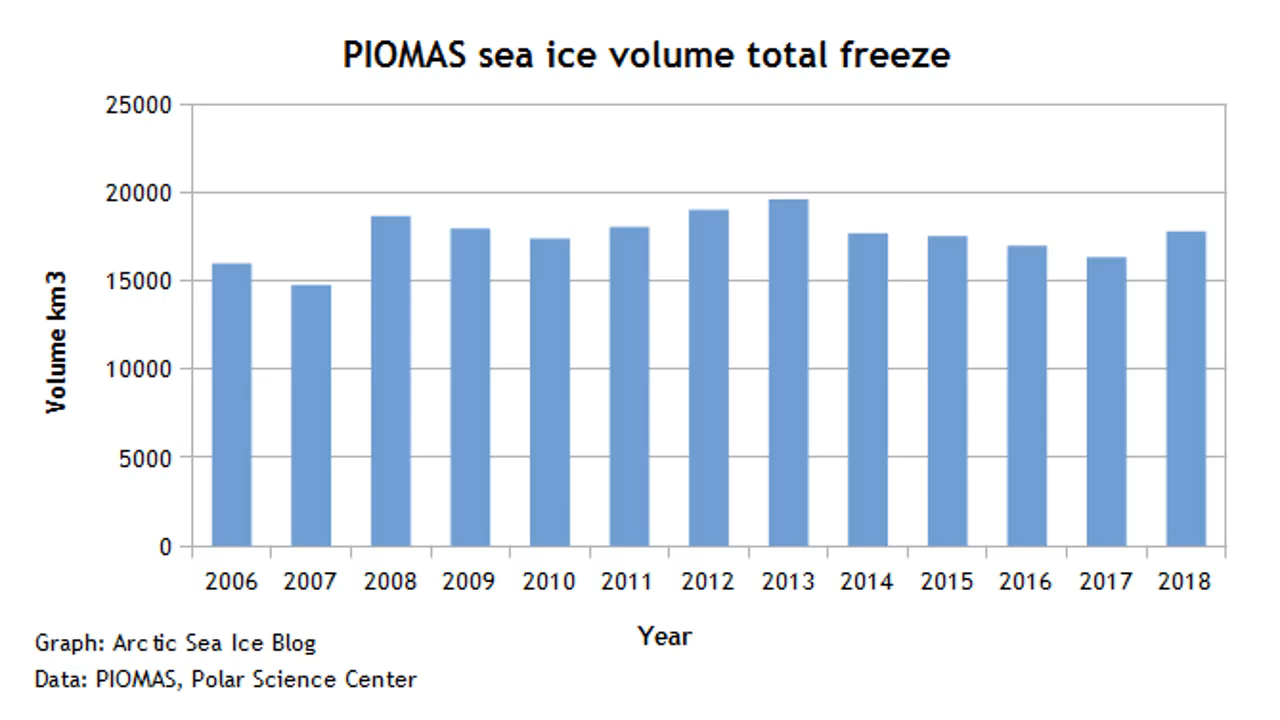 PIOMAS sea ice volume total freeze
25000
20000
15000
10000
5000
0
Volume km3
2006 2007 2008 2009 2010 2011 2012 2013 2014 2015 2016 2017 2018
Year
Graph: Arctic Sea Ice Blog
Data: PIOMAS, Polar Science Center